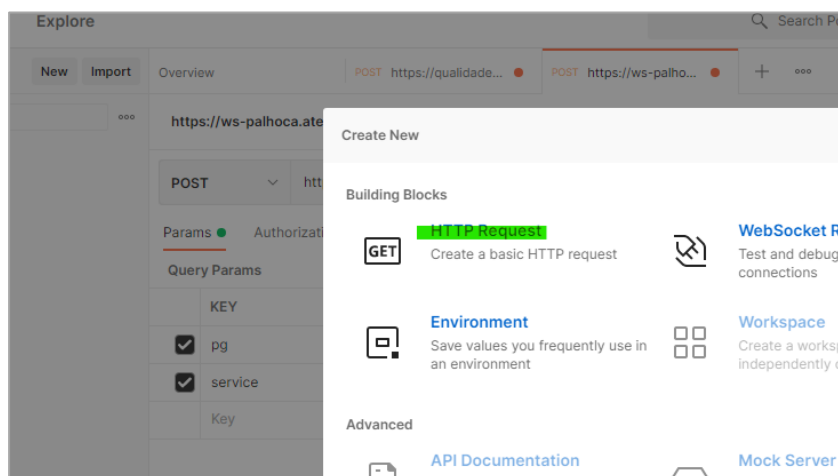 Explore
Search Pe
New Import Overview POST https://qualidade... POST https://ws-palho...
https://ws-palhoca.ate
Create New
POST htt
Building Blocks
Params Authorizati
HTTP Request
GET
Create a basic HTTP request
WebSocket R
Test and debug
connections
Query Params
KEY
Environment
Save values you frequently use in
an environment
Workspace
Create a worksp
independently o
pg
service
Key
Advanced
API Documentation
Mock Server